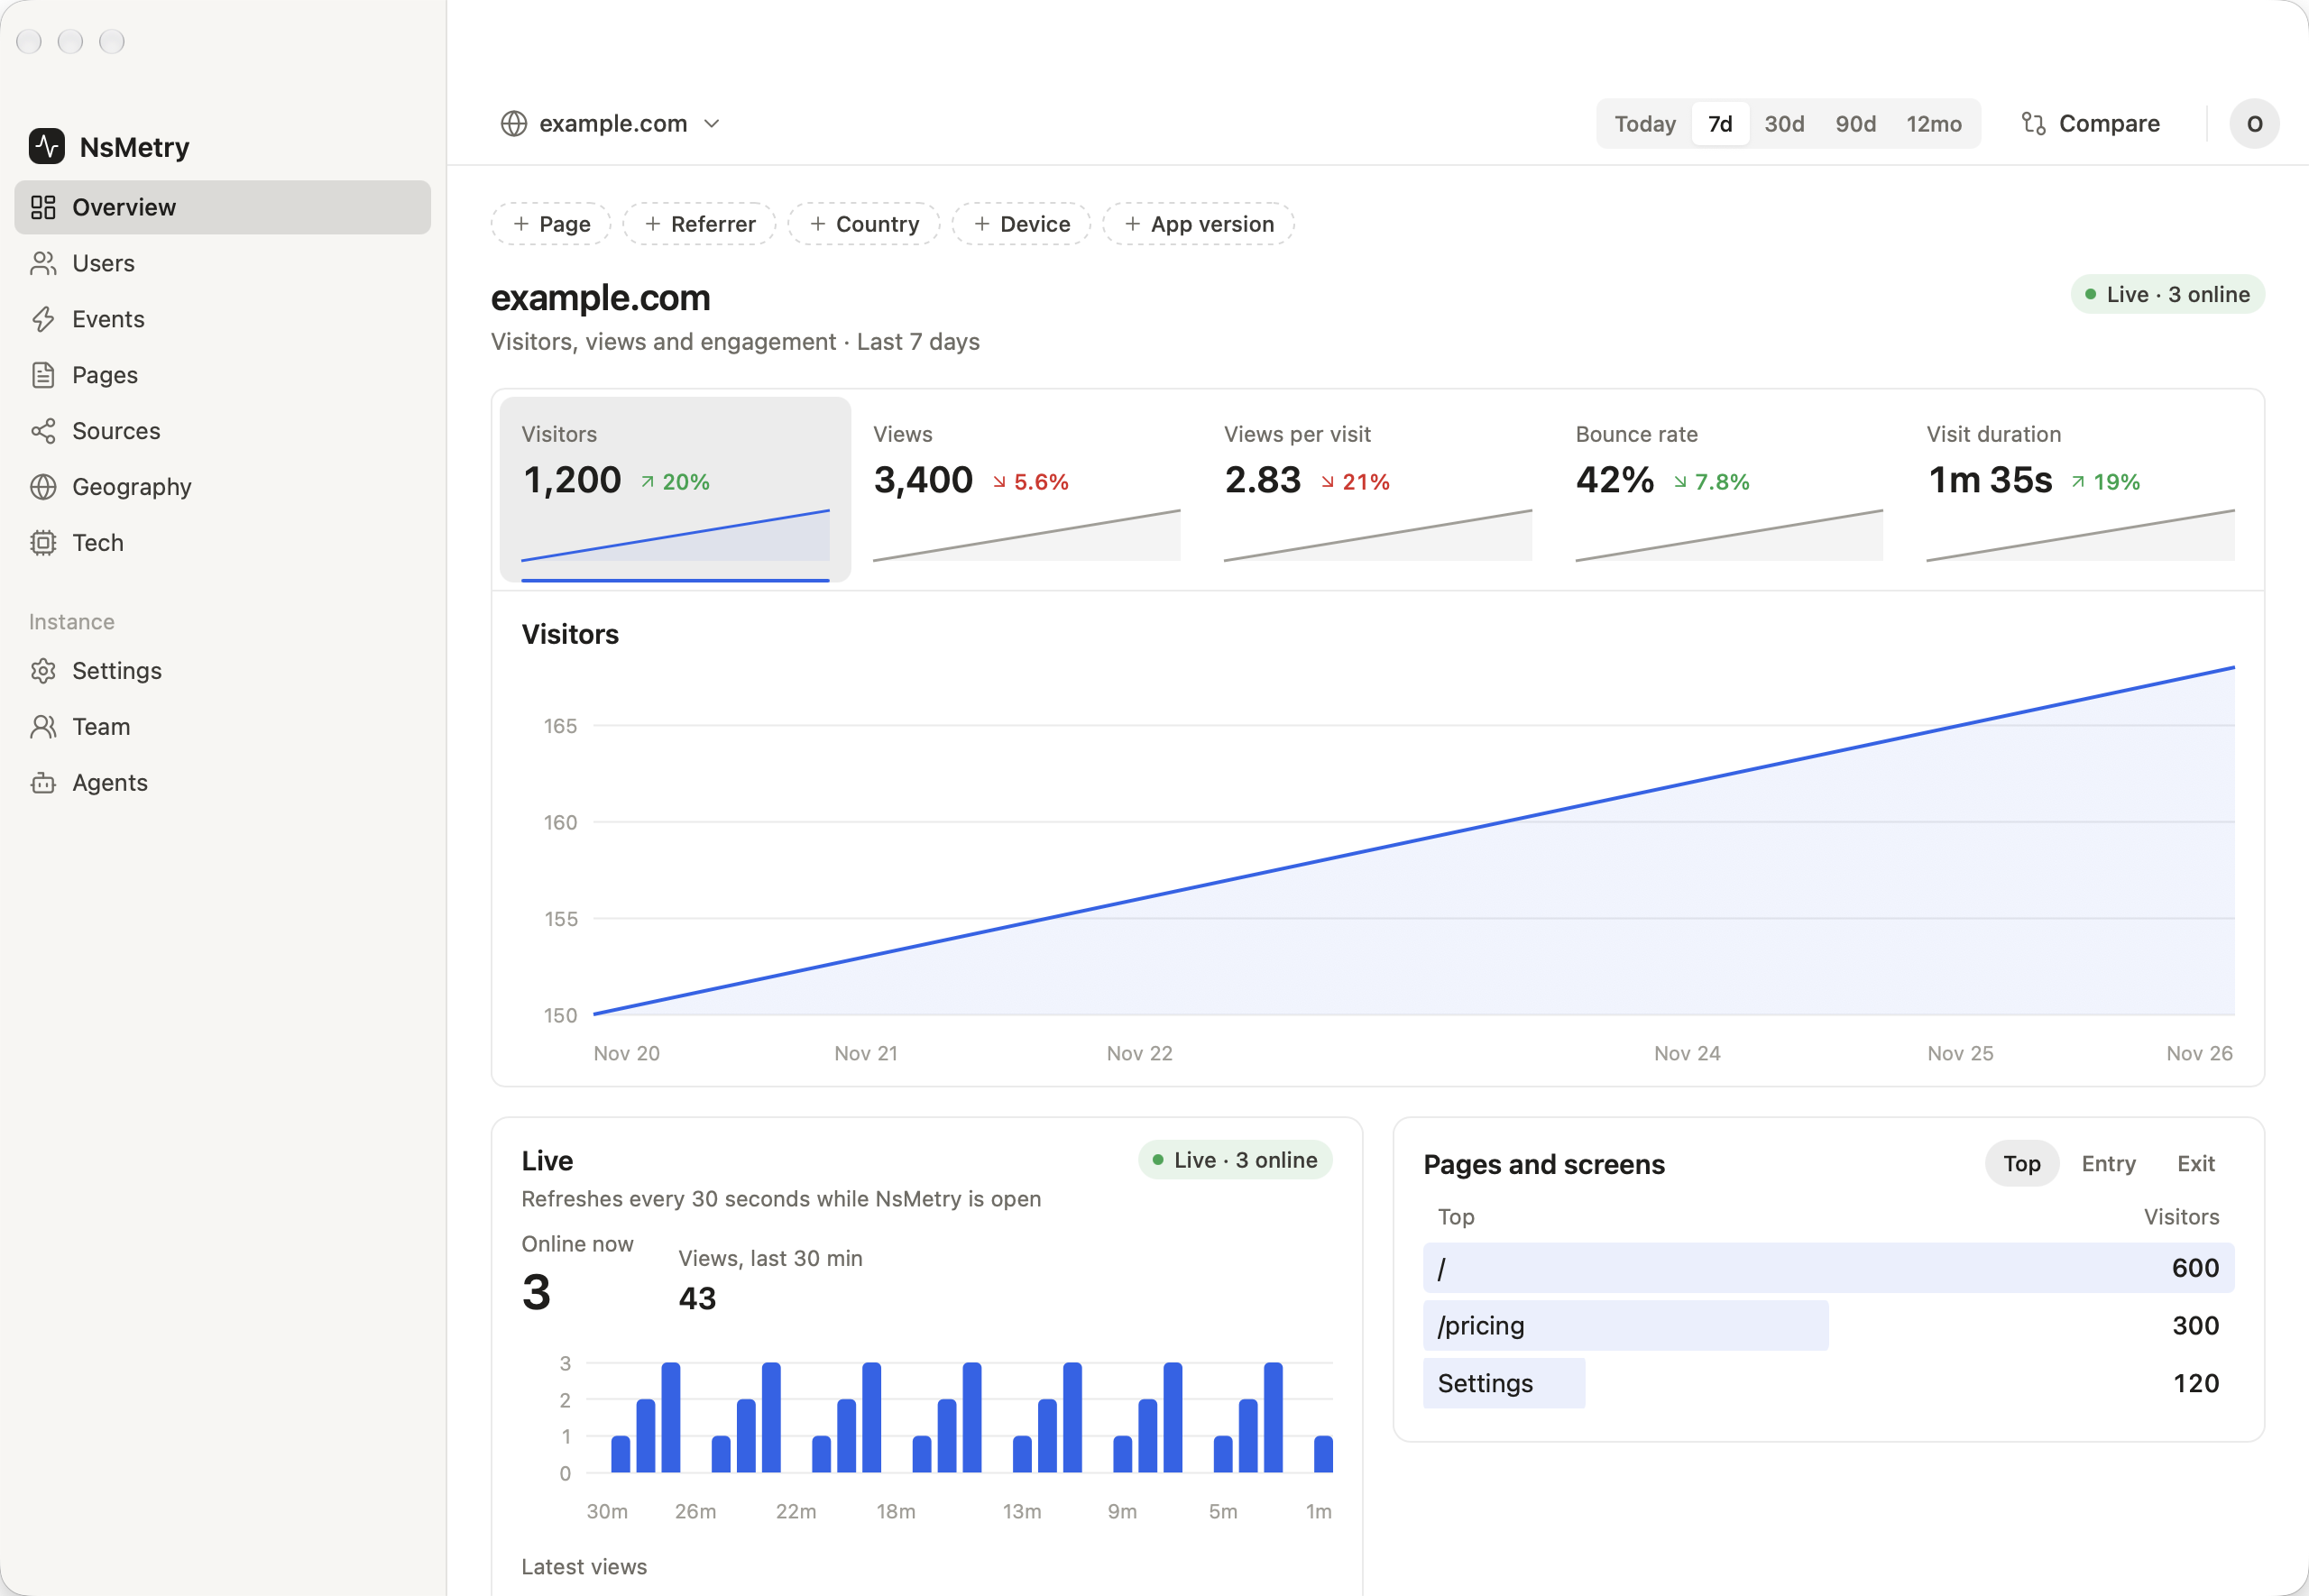 NsMetry
Overview
Users
Events
Pages
Sources
Geography
Tech
Instance
Settings
Team
Agents
example.com
Today 7d 30d 90d 12mo Compare O
+ Page + Referrer + Country + Device + App version
example.com
Live · 3 online
Visitors, views and engagement · Last 7 days
Visitors Views Views per visit Bounce rate Visit duration
1,200 20% 3,400 5.6% 2.83 21% 42% 7.8% 1m 35s 19%
Visitors
165
160
155
150
Nov 20 Nov 21 Nov 22 Nov 24 Nov 25 Nov 26
Live
Live · 3 online
Refreshes every 30 seconds while NsMetry is open
Online now
3
Views, last 30 min
43
3
2
1
0
30m 26m 22m 18m 13m 9m 5m 1m
Latest views
Pages and screens
Top Entry Exit
Top Visitors
/ 600
/pricing 300
Settings 120